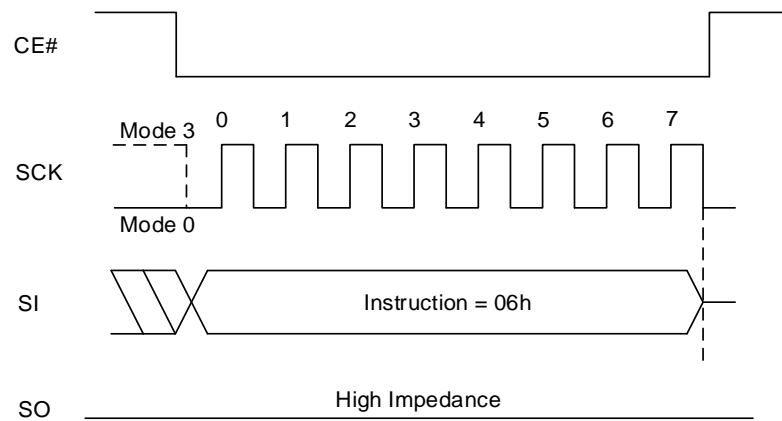 CE#
Mode 3
0 1 2 3 4 5 6 7
SCK
Mode 0
SI
Instruction = 06h
SO
High Impedance